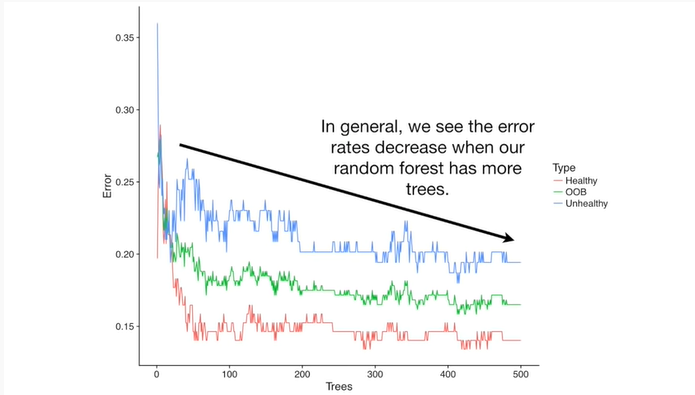 0.35
0.30
0.25
0.20
0.15
Error
0
100
200
300
400
500
Trees
In general, we see the error
rates decrease when our
random forest has more
trees.
Type
Healthy
OOB
Unhealthy